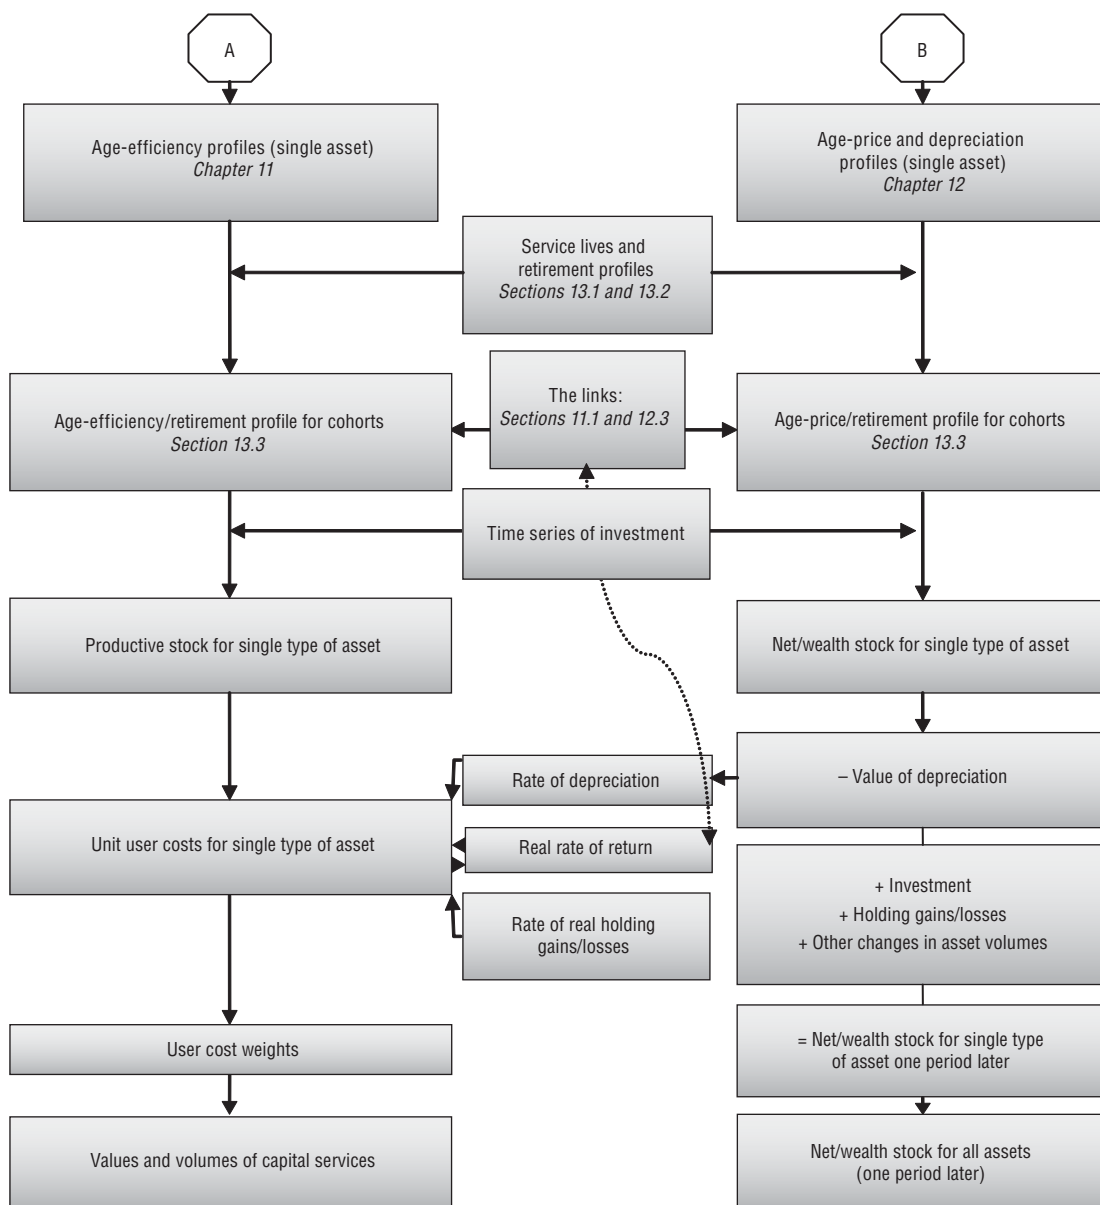 A
B
Age-efficiency profiles (single asset)
Chapter 11
Age-price and depreciation
profiles (single asset)
Chapter 12
Service lives and
retirement profiles
Sections 13.1 and 13.2
Age-efficiency/retirement profile for cohorts
Section 13.3
The links:
Sections 11.1 and 12.3
Age-price/retirement profile for cohorts
Section 13.3
Time series of investment
Productive stock for single type of asset
Net/wealth stock for single type of asset
Rate of depreciation
– Value of depreciation
Unit user costs for single type of asset
Real rate of return
Rate of real holding
gains/losses
+ Investment
+ Holding gains/losses
+ Other changes in asset volumes
User cost weights
= Net/wealth stock for single type
of asset one period later
Values and volumes of capital services
Net/wealth stock for all assets
(one period later)